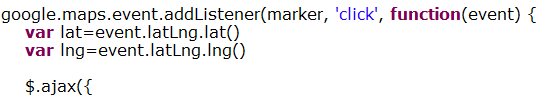 google.maps.event.addListener(marker, 'click', function(event) {
var lat=event.latLng.lat()
var lng=event.latLng.lng()
$.ajax({